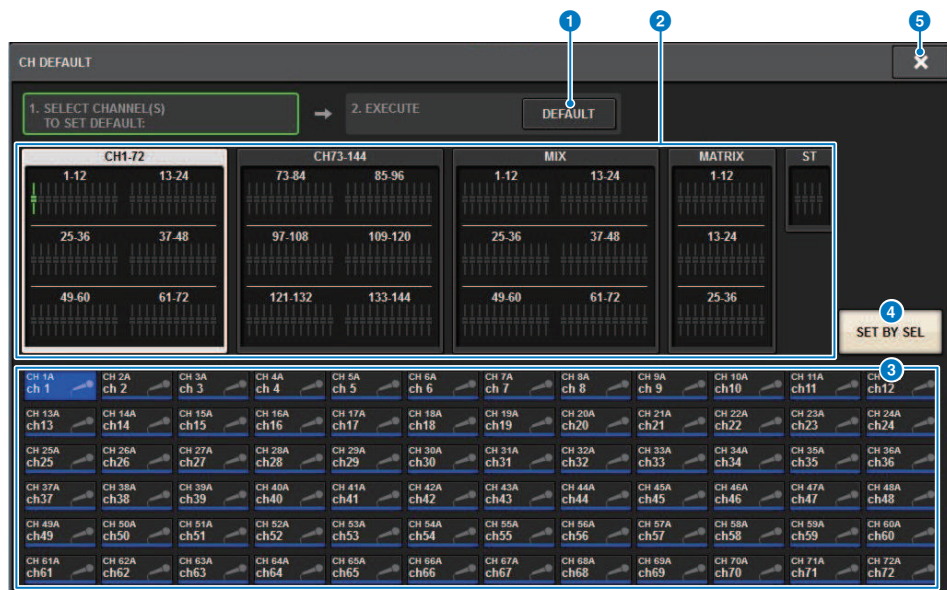 1 2 5
CH DEFAULT
1. SELECT CHANNEL(S) TO SET DEFAULT: → 2. EXECUTE DEFAULT
CH1-72 CH73-144 MIX MATRIX ST
1-12 13-24 73-84 85-96 1-12 13-24 1-12
25-36 37-48 97-108 109-120 25-36 37-48 13-24
49-60 61-72 121-132 133-144 49-60 61-72 25-36
4
SET BY SEL
3
CH 1A CH 2A CH 3A CH 4A CH 5A CH 6A CH 7A CH 8A CH 9A CH 10A CH 11A CH
ch 1 ch 2 ch 3 ch 4 ch 5 ch 6 ch 7 ch 8 ch 9 ch10 ch11 ch12
CH 13A CH 14A CH 15A CH 16A CH 17A CH 18A CH 19A CH 20A CH 21A CH 22A CH 23A CH 24A
ch13 ch14 ch15 ch16 ch17 ch18 ch19 ch20 ch21 ch22 ch23 ch24
CH 25A CH 26A CH 27A CH 28A CH 29A CH 30A CH 31A CH 32A CH 33A CH 34A CH 35A CH 36A
ch25 ch26 ch27 ch28 ch29 ch30 ch31 ch32 ch33 ch34 ch35 ch36
CH 37A CH 38A CH 39A CH 40A CH 41A CH 42A CH 43A CH 44A CH 45A CH 46A CH 47A CH 48A
ch37 ch38 ch39 ch40 ch41 ch42 ch43 ch44 ch45 ch46 ch47 ch48
CH 49A CH 50A CH 51A CH 52A CH 53A CH 54A CH 55A CH 56A CH 57A CH 58A CH 59A CH 60A
ch49 ch50 ch51 ch52 ch53 ch54 ch55 ch56 ch57 ch58 ch59 ch60
CH 61A CH 62A CH 63A CH 64A CH 65A CH 66A CH 67A CH 68A CH 69A CH 70A CH 71A CH 72A
ch61 ch62 ch63 ch64 ch65 ch66 ch67 ch68 ch69 ch70 ch71 ch72